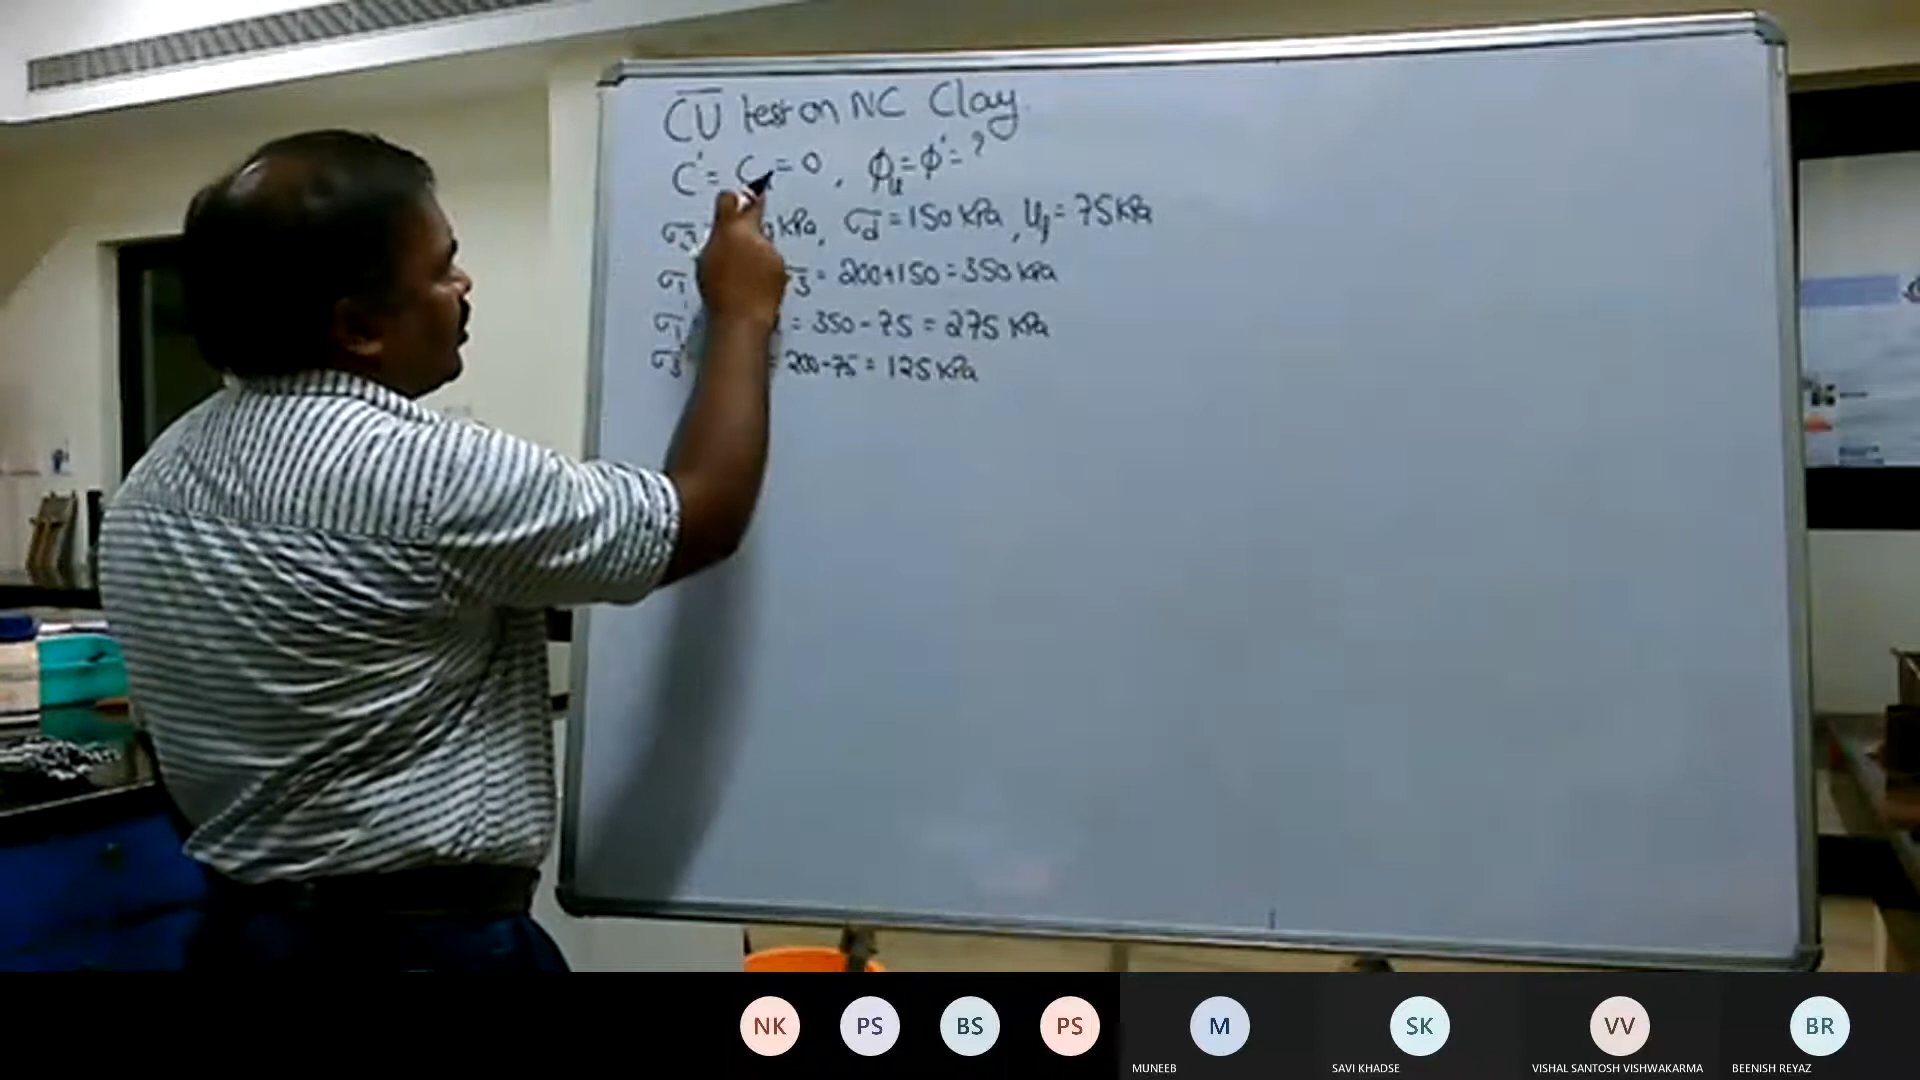 C̅U̅ test on NC Clay
C' = C = 0, ϕu = ϕ' = ?
σ3 kPa, σd = 150 kPa, Uf = 75 kPa
σ1 σ3 = 200+150 = 350 kPa
σ1' = 350 - 75 = 275 kPa
σ3' = 200-75 = 125 kPa
NK PS BS PS M SK VV BR
MUNEEB SAVI KHADSE VISHAL SANTOSH VISHWAKARMA BEENISH REYAZ